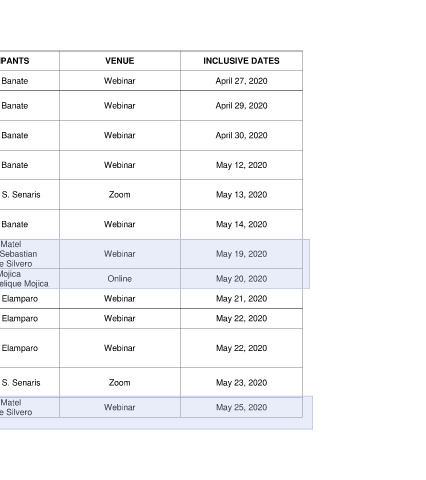 IPANTS VENUE INCLUSIVE DATES
Banate Webinar April 27, 2020
Banate Webinar April 29, 2020
Banate Webinar April 30, 2020
Banate Webinar May 12, 2020
S. Senaris Zoom May 13, 2020
Banate Webinar May 14, 2020
Matel
Sebastian Webinar May 19, 2020
e Silvero
Mojica
elique Mojica Online May 20, 2020
Elamparo Webinar May 21, 2020
Elamparo Webinar May 22, 2020
Elamparo Webinar May 22, 2020
S. Senaris Zoom May 23, 2020
Matel
e Silvero Webinar May 25, 2020